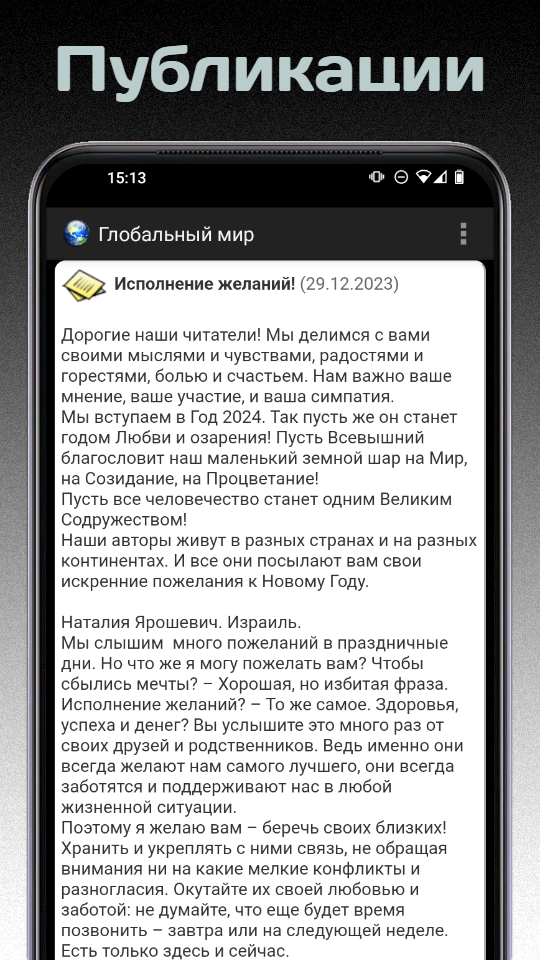 Публикации
15:13
Глобальный мир
Исполнение желаний! (29.12.2023)
Дорогие наши читатели! Мы делимся с вами
своими мыслями и чувствами, радостями и
горестями, болью и счастьем. Нам важно ваше
мнение, ваше участие, и ваша симпатия.
Мы вступаем в Год 2024. Так пусть же он станет
годом Любви и озарения! Пусть Всевышний
благословит наш маленький земной шар на Мир,
на Созидание, на Процветание!
Пусть все человечество станет одним Великим
Содружеством!
Наши авторы живут в разных странах и на разных
континентах. И все они посылают вам свои
искренние пожелания к Новому Году.
Наталия Ярошевич. Израиль.
Мы слышим  много пожеланий в праздничные
дни. Но что же я могу пожелать вам? Чтобы
сбылись мечты? – Хорошая, но избитая фраза.
Исполнение желаний? – То же самое. Здоровья,
успеха и денег? Вы услышите это много раз от
своих друзей и родственников. Ведь именно они
всегда желают нам самого лучшего, они всегда
заботятся и поддерживают нас в любой
жизненной ситуации.
Поэтому я желаю вам – беречь своих близких!
Хранить и укреплять с ними связь, не обращая
внимания ни на какие мелкие конфликты и
разногласия. Окутайте их своей любовью и
заботой: не думайте, что еще будет время
позвонить – завтра или на следующей неделе.
Есть только здесь и сейчас.